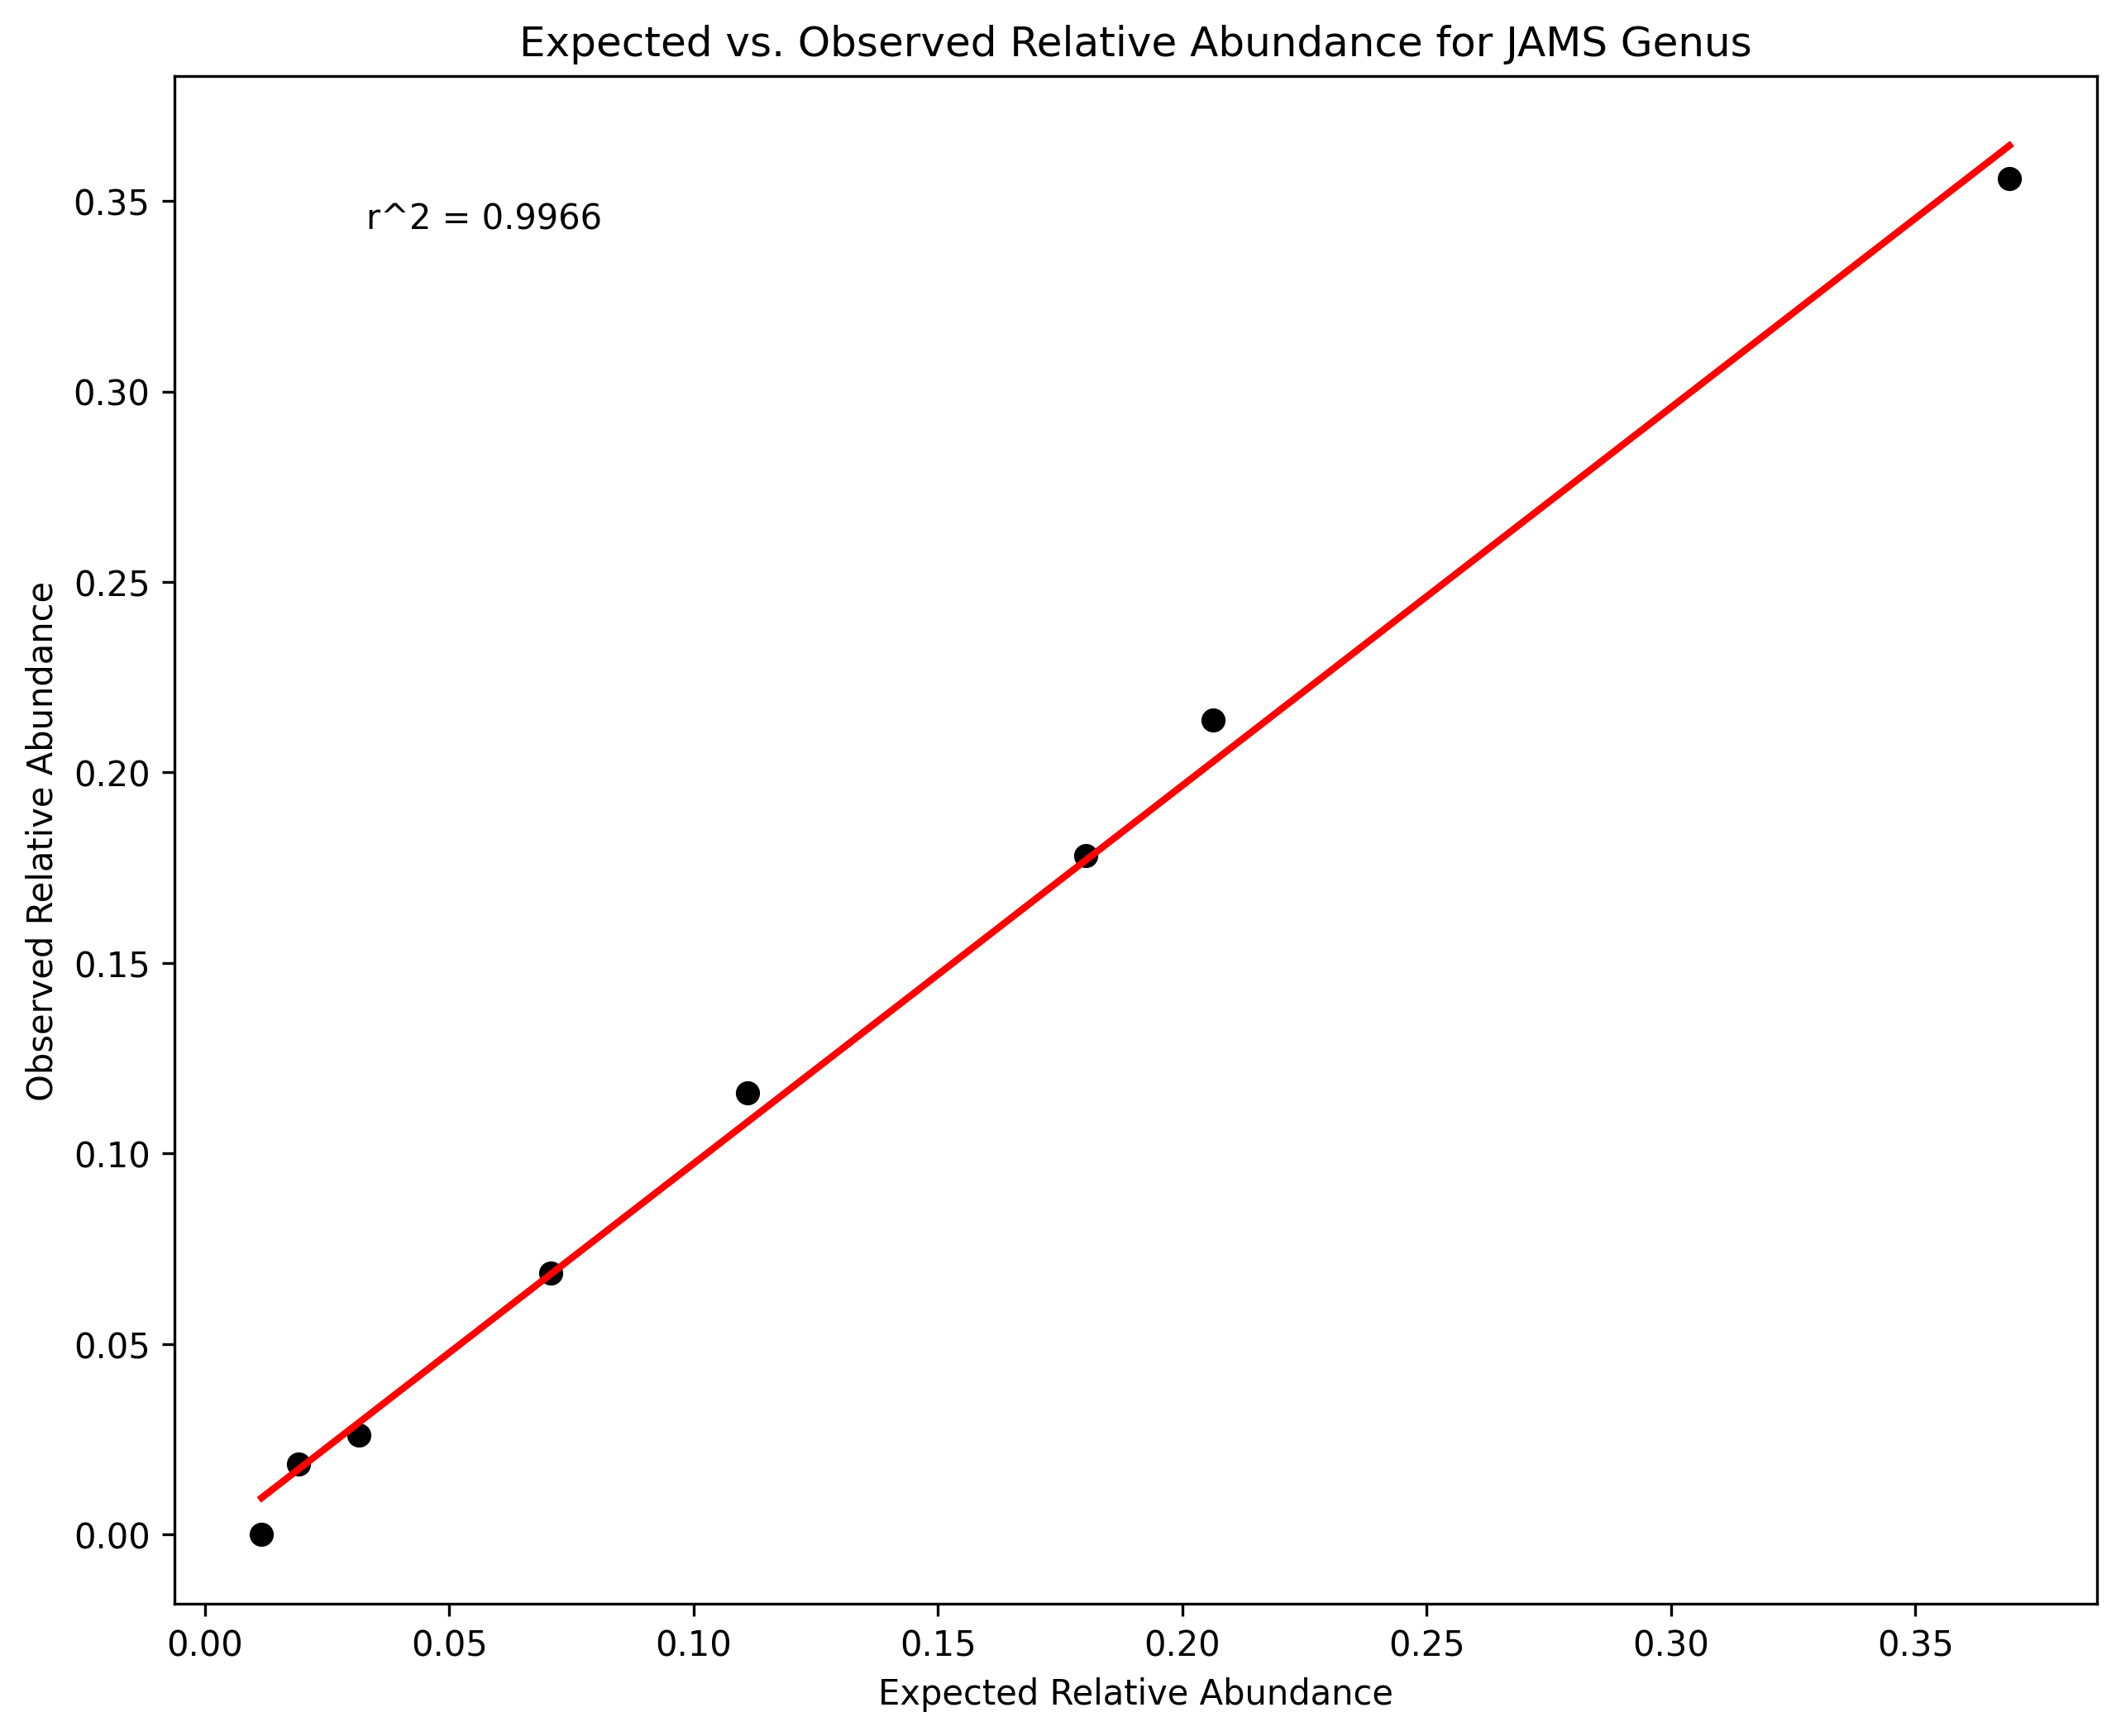 Expected vs. Observed Relative Abundance for JAMS Genus
r^2 = 0.9966
Observed Relative Abundance
0.35
0.30
0.25
0.20
0.15
0.10
0.05
0.00
0.00 0.05 0.10 0.15 0.20 0.25 0.30 0.35
Expected Relative Abundance